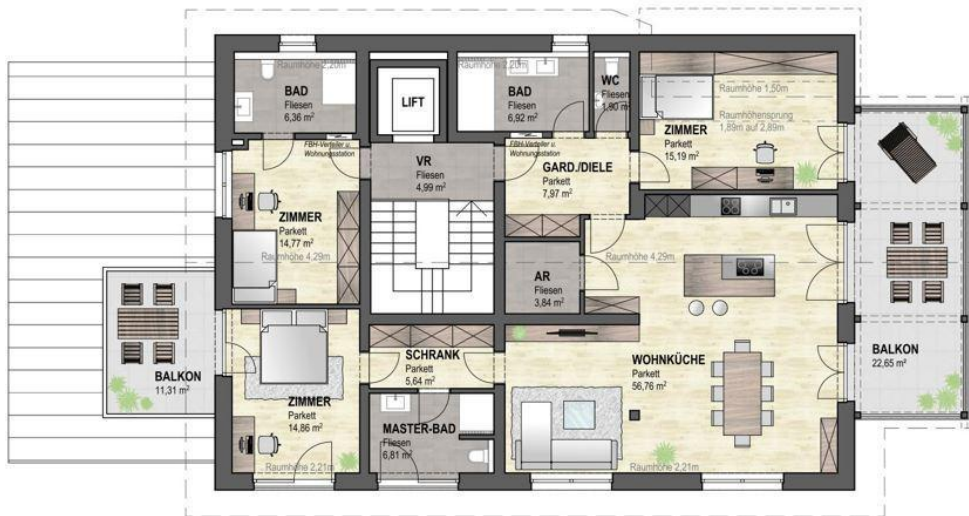 Raumhöhe 2,20m
BAD
Fliesen
6,36 m²
LIFT
Raumhöhe 2,20m
BAD
Fliesen
6,92 m²
WC
Fliesen
1,90 m²
Raumhöhe 1,50m
Raumhöhensprung
1,89m auf 2,89m
ZIMMER
Parkett
15,19 m²
FBH-Verteiler u.
Wohnungsstation
VR
Fliesen
4,99 m²
FBH-Verteiler u.
Wohnungsstation
GARD./DIELE
Parkett
7,97 m²
ZIMMER
Parkett
14,77 m²
Raumhöhe 4,29m
AR
Fliesen
3,84 m²
Raumhöhe 4,29m
BALKON
11,31 m²
SCHRANK
Parkett
5,64 m²
WOHNKÜCHE
Parkett
56,76 m²
BALKON
22,65 m²
ZIMMER
Parkett
14,86 m²
MASTER-BAD
Fliesen
6,81 m²
Raumhöhe 2,21m
Raumhöhe 2,21m